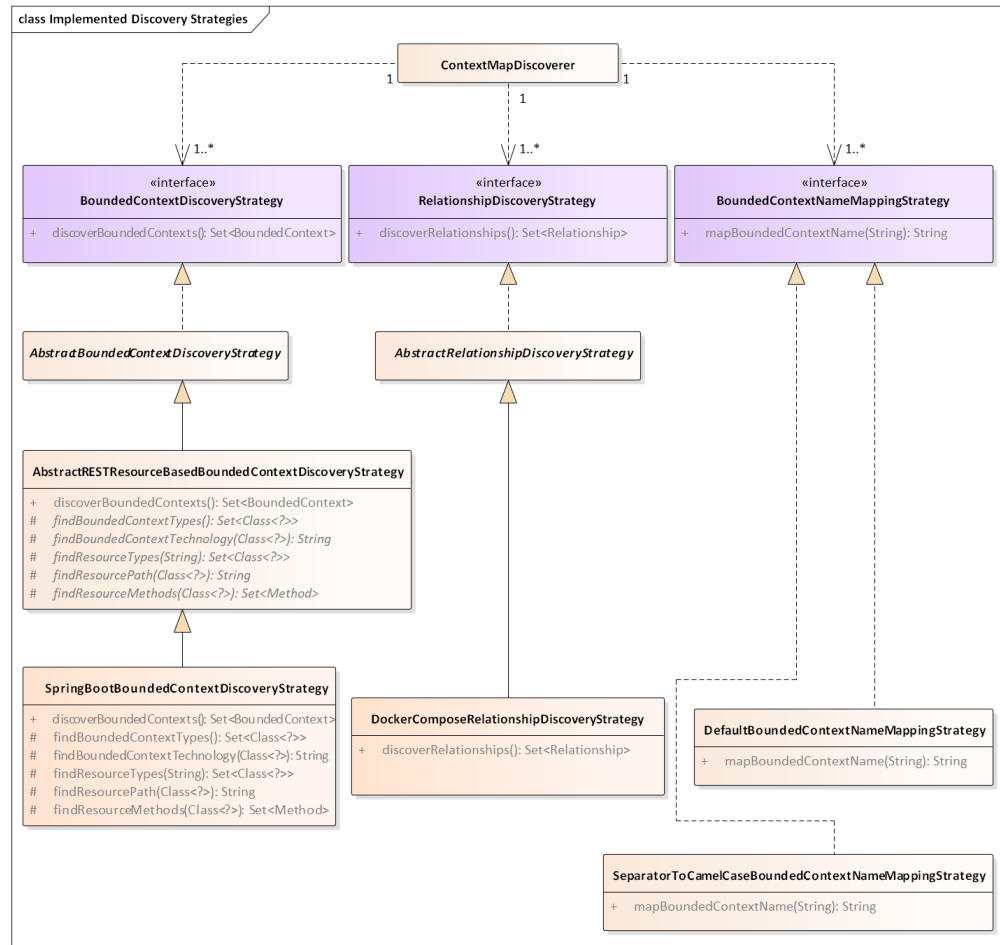 class Implemented Discovery Strategies
ContextMapDiscoverer
1
1
1
1..*
1..*
1..*
«interface»
BoundedContextDiscoveryStrategy
+ discoverBoundedContexts(): Set<BoundedContext>
«interface»
RelationshipDiscoveryStrategy
+ discoverRelationships(): Set<Relationship>
«interface»
BoundedContextNameMappingStrategy
+ mapBoundedContextName(String): String
AbstractBoundedContextDiscoveryStrategy
AbstractRelationshipDiscoveryStrategy
AbstractRESTResourceBasedBoundedContextDiscoveryStrategy
+ discoverBoundedContexts(): Set<BoundedContext>
# findBoundedContextTypes(): Set<Class<?>>
# findBoundedContextTechnology(Class<?>): String
# findResourceTypes(String): Set<Class<?>>
# findResourcePath(Class<?>): String
# findResourceMethods(Class<?>): Set<Method>
SpringBootBoundedContextDiscoveryStrategy
+ discoverBoundedContexts(): Set<BoundedContext>
# findBoundedContextTypes(): Set<Class<?>>
# findBoundedContextTechnology(Class<?>): String
# findResourceTypes(String): Set<Class<?>>
# findResourcePath(Class<?>): String
# findResourceMethods(Class<?>): Set<Method>
DockerComposeRelationshipDiscoveryStrategy
+ discoverRelationships(): Set<Relationship>
DefaultBoundedContextNameMappingStrategy
+ mapBoundedContextName(String): String
SeparatorToCamelCaseBoundedContextNameMappingStrategy
+ mapBoundedContextName(String): String